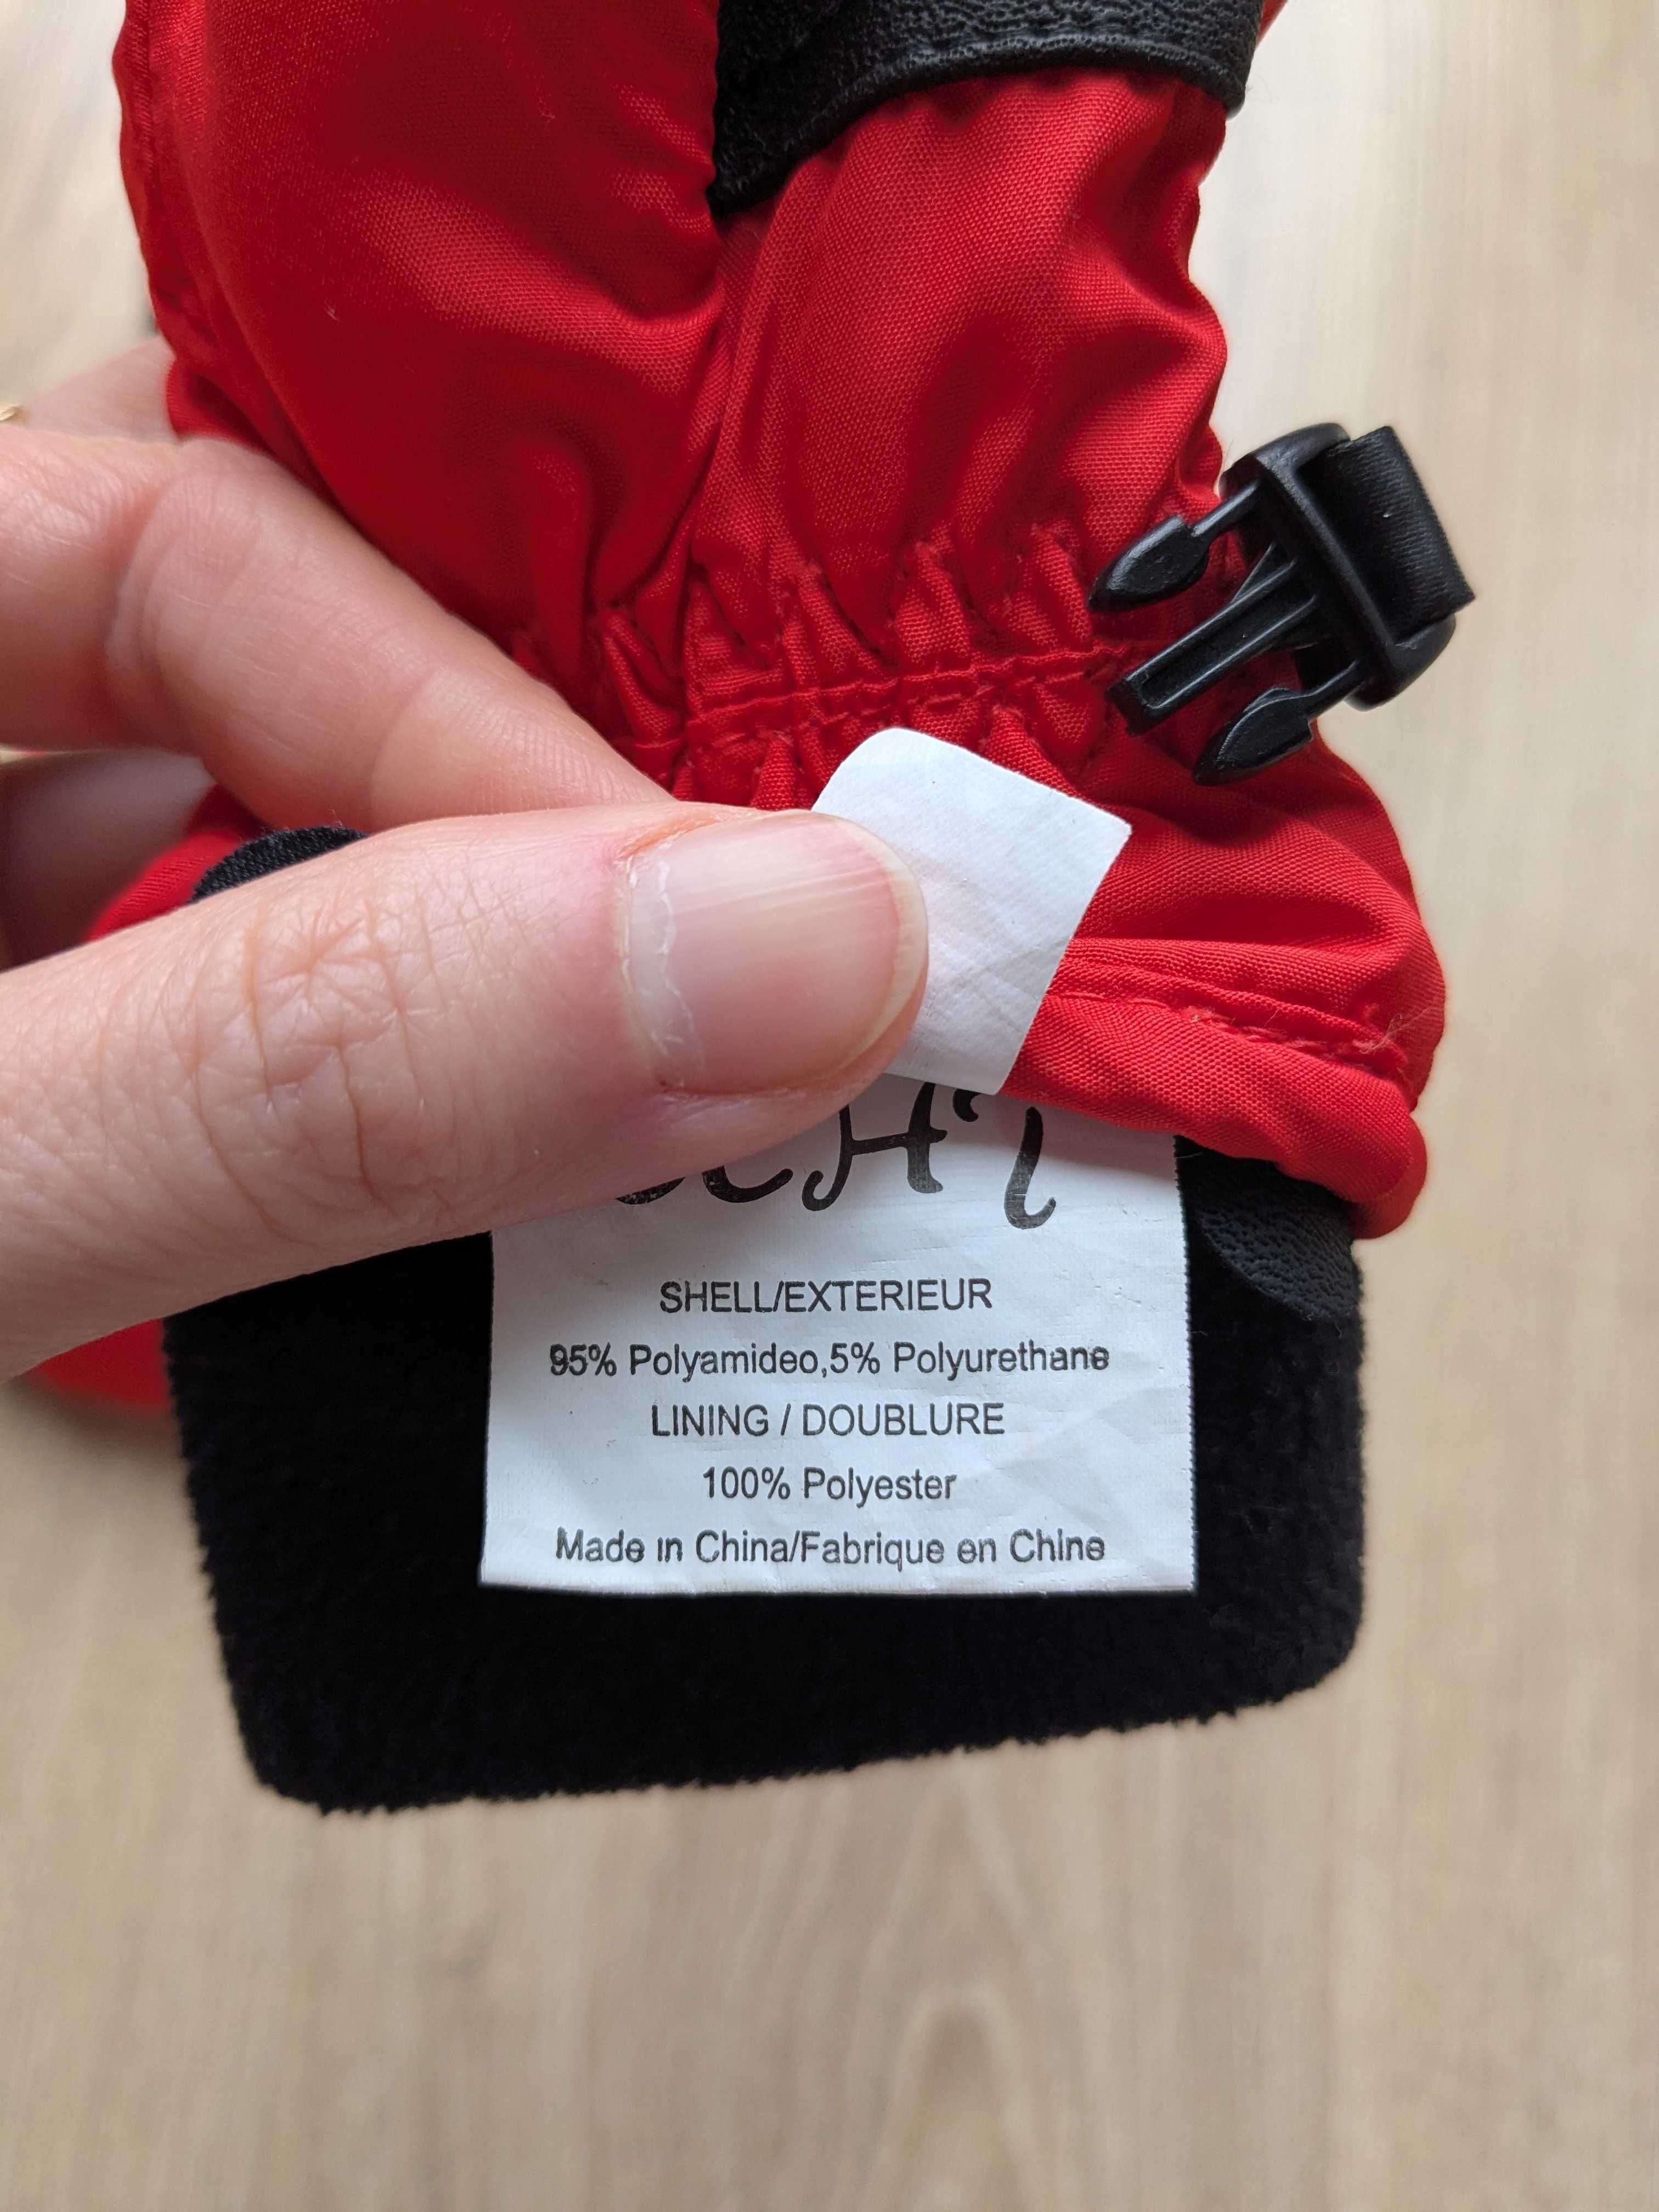 SHELL/EXTERIEUR
95% Polyamideo,5% Polyurethane
LINING / DOUBLURE
100% Polyester
Made in China/Fabrique en Chine